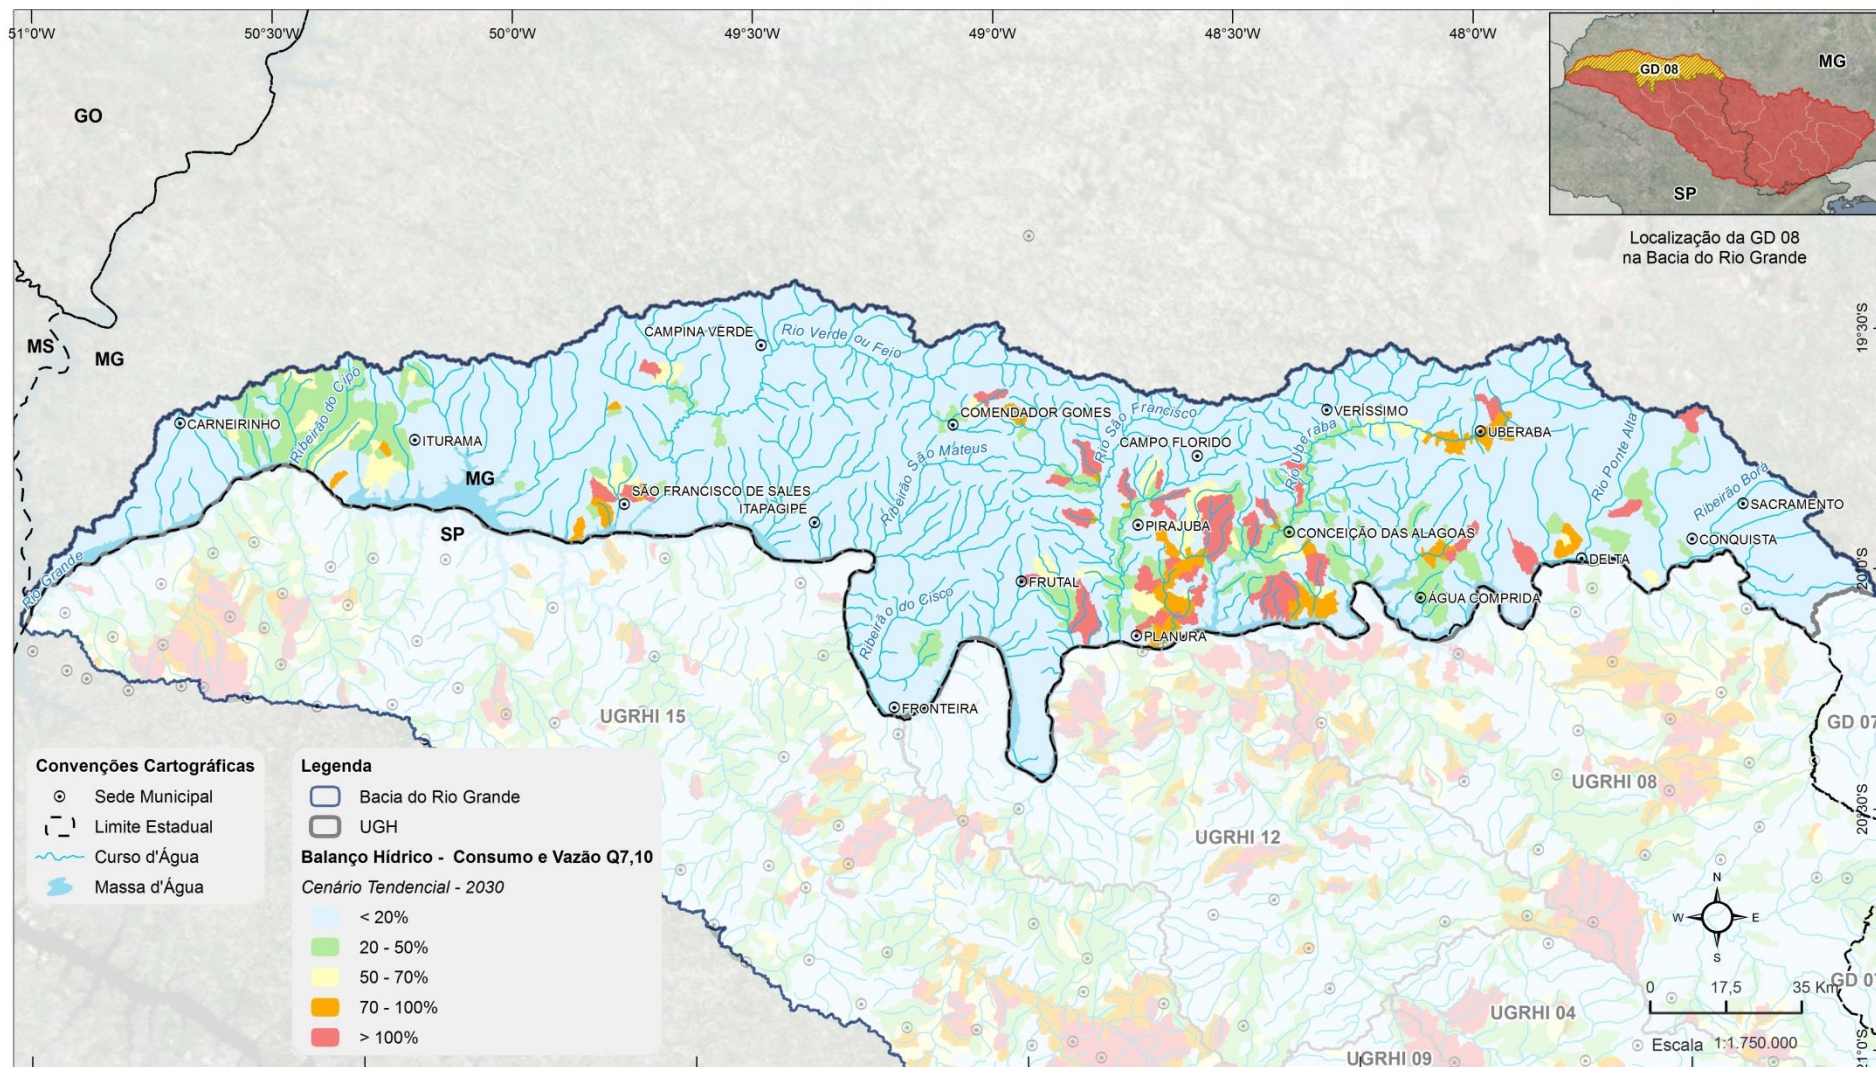 51°0'W
50°30'W
50°0'W
49°30'W
49°0'W
48°30'W
48°0'W
GO
MS
MG
GD 08
MG
SP
Localização da GD 08
na Bacia do Rio Grande
19°30'S
20°0'S
20°30'S
21°0'S
CAMPINA VERDE
Rio Verde ou Feio
CARNEIRINHO
Ribeirão do Cipó
ITURAMA
COMENDADOR GOMES
Rio São Francisco
VERÍSSIMO
CAMPO FLORIDO
Rio Uberaba
UBERABA
Rio Ponte Alta
Ribeirão São Mateus
MG
SÃO FRANCISCO DE SALES
ITAPAGIPE
Ribeirão Borá
SACRAMENTO
PIRAJUBA
CONCEIÇÃO DAS ALAGOAS
CONQUISTA
SP
DELTA
Rio Grande
FRUTAL
ÁGUA COMPRIDA
Ribeirão do Cisco
PLANURA
FRONTEIRA
UGRHI 15
GD 07
UGRHI 08
UGRHI 12
GD 07
UGRHI 04
UGRHI 09
Convenções Cartográficas
Sede Municipal
Limite Estadual
Curso d'Água
Massa d'Água
Legenda
Bacia do Rio Grande
UGH
Balanço Hídrico - Consumo e Vazão Q7,10
Cenário Tendencial - 2030
< 20%
20 - 50%
50 - 70%
70 - 100%
> 100%
N
W E
S
0 17,5 35 Km
Escala 1:1.750.000